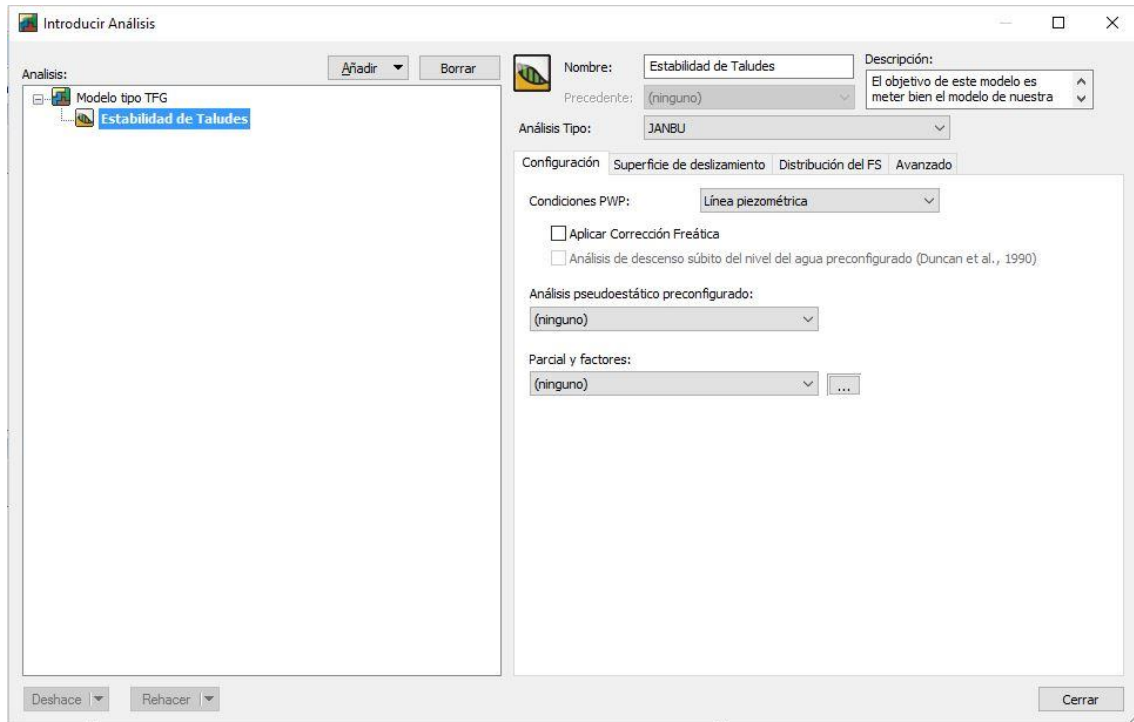 Introducir Análisis
Analisis:
Añadir
Borrar
Modelo tipo TFG
Estabilidad de Taludes
Nombre:
Estabilidad de Taludes
Precedente:
(ninguno)
Descripción:
El objetivo de este modelo es
meter bien el modelo de nuestra
Análisis Tipo:
JANBU
Configuración
Superficie de deslizamiento
Distribución del FS
Avanzado
Condiciones PWP:
Línea piezométrica
Aplicar Corrección Freática
Análisis de descenso súbito del nivel del agua preconfigurado (Duncan et al., 1990)
Análisis pseudoestático preconfigurado:
(ninguno)
Parcial y factores:
(ninguno)
...
Deshace
Rehacer
Cerrar